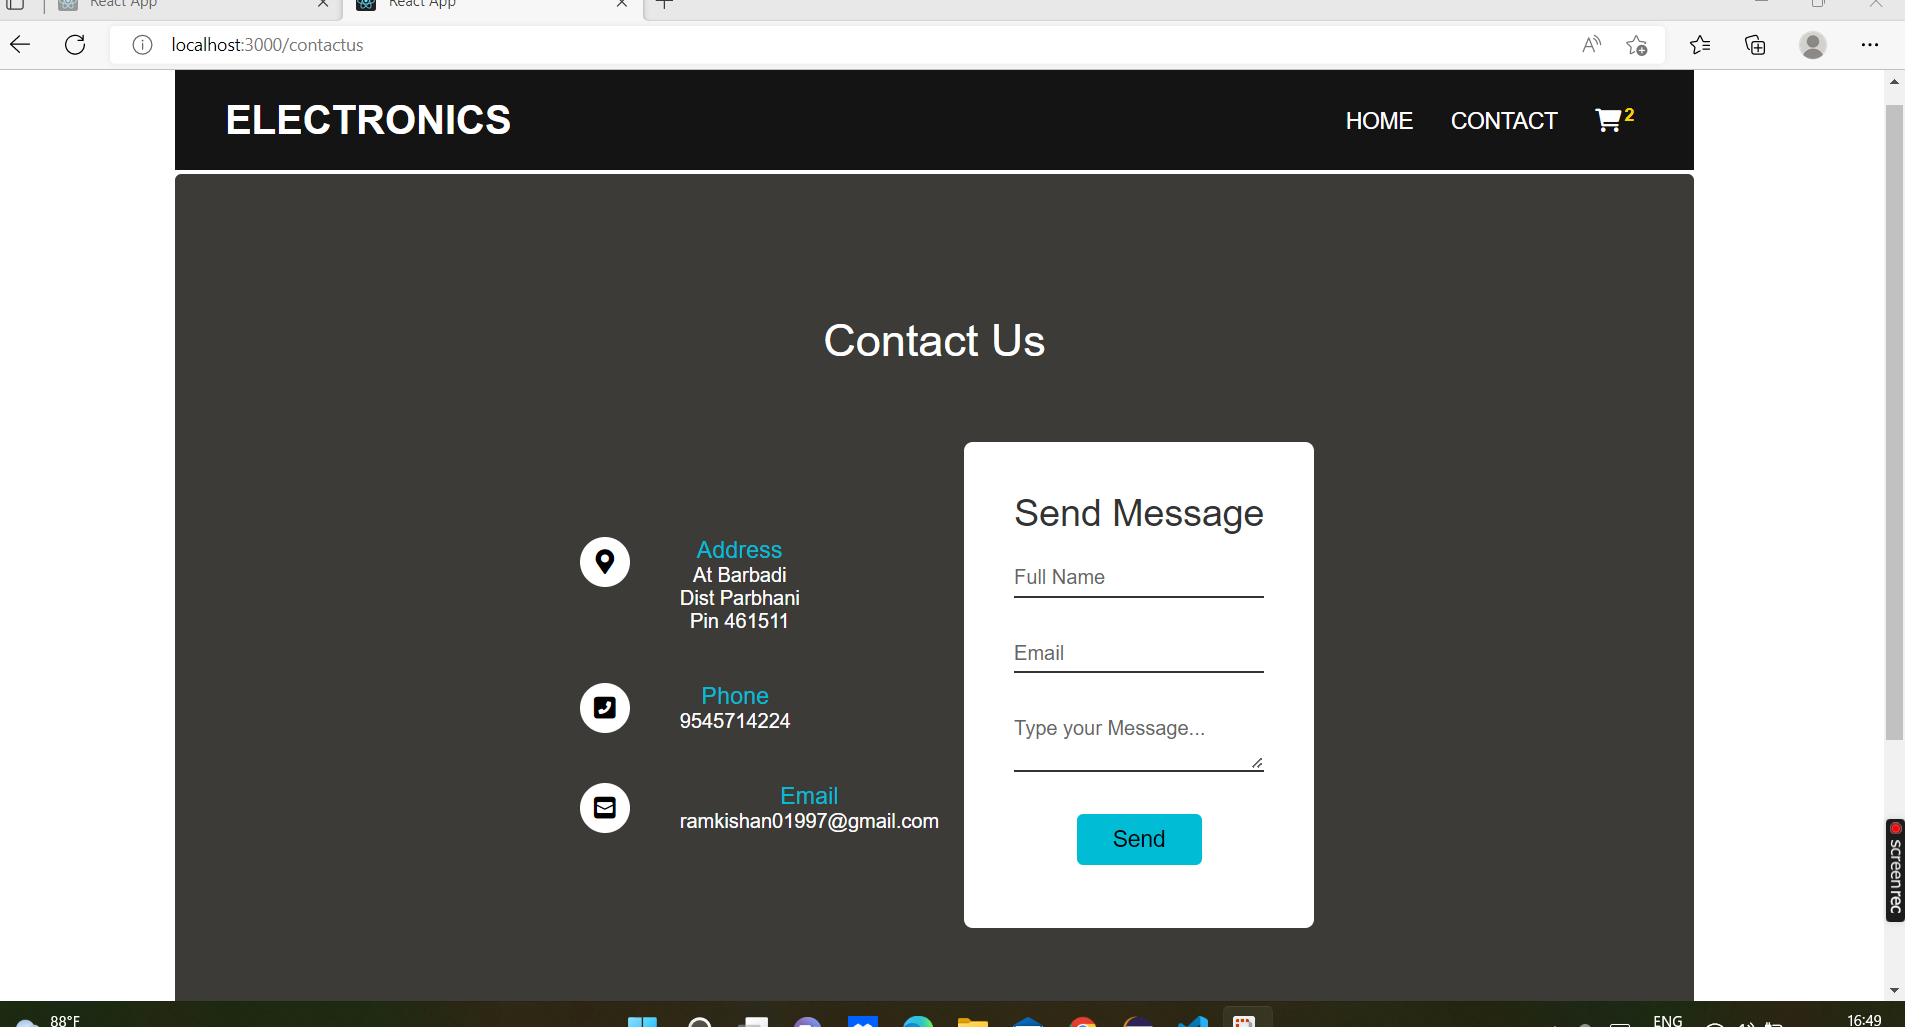 React App
React App
localhost:3000/contactus
ELECTRONICS
HOME CONTACT 2
Contact Us
Address
At Barbadi
Dist Parbhani
Pin 461511
Phone
9545714224
Email
ramkishan01997@gmail.com
Send Message
Full Name
Email
Type your Message...
Send
screenrec
88°F
ENG
16:49